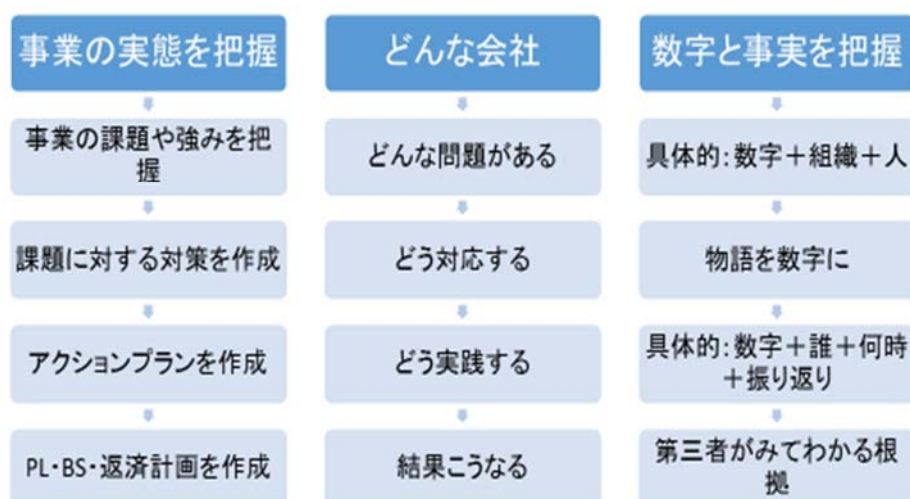 事業の実態を把握
事業の課題や強みを把
握
課題に対する対策を作成
アクションプランを作成
PL・BS・返済計画を作成
どんな会社
どんな問題がある
どう対応する
どう実践する
結果こうなる
数字と事実を把握
具体的:数字＋組織＋人
物語を数字に
具体的:数字＋誰＋何時
＋振り返り
第三者がみてわかる根
拠